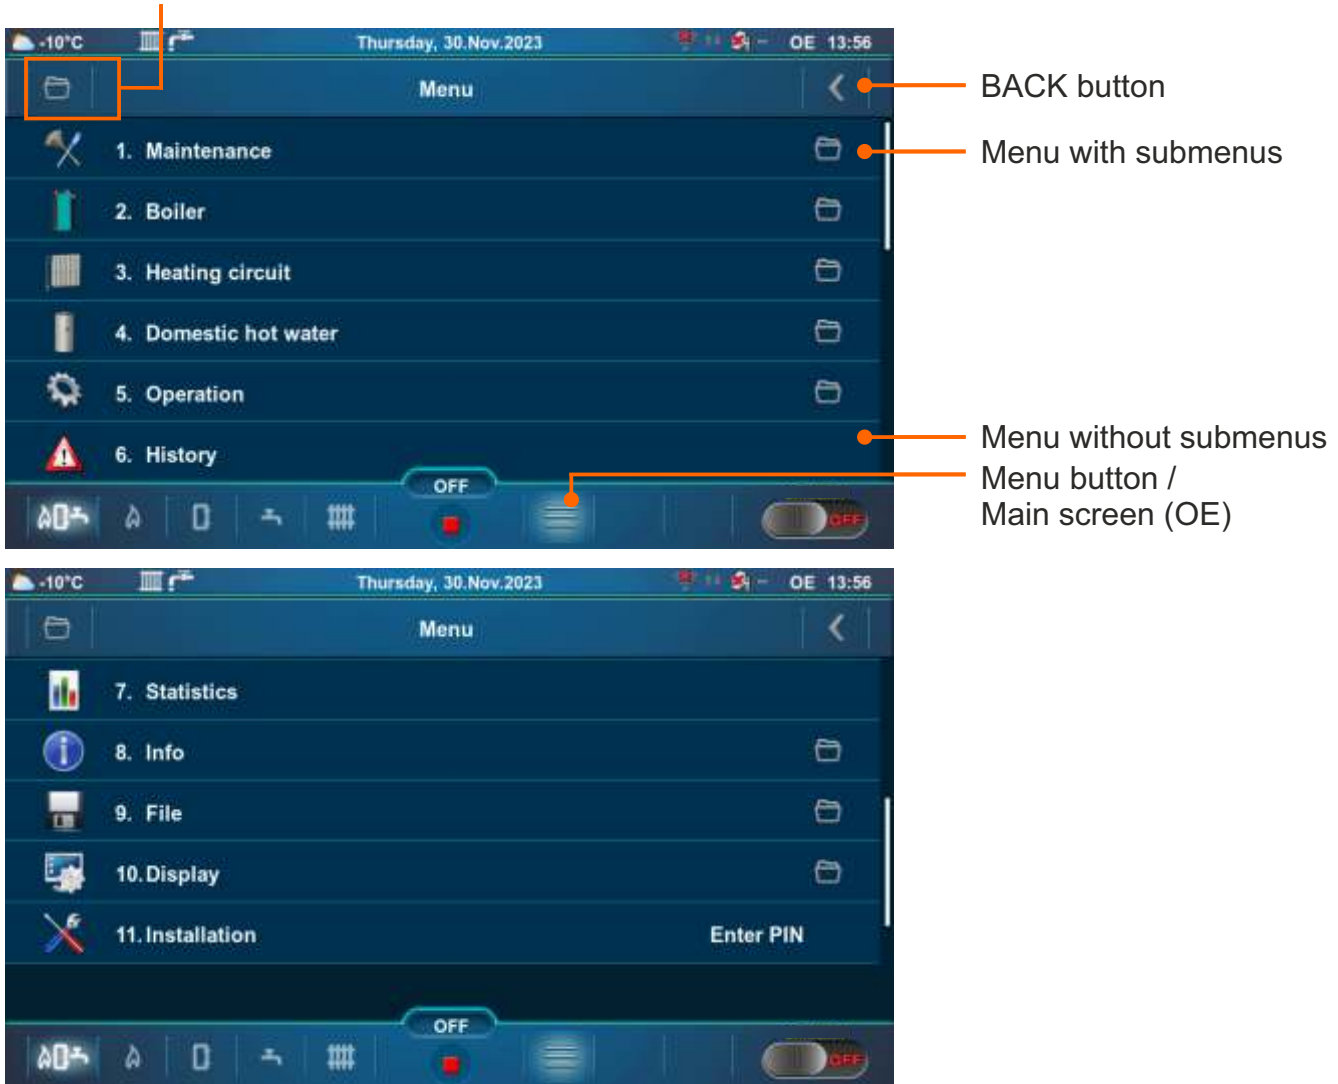 -10°C Thursday, 30.Nov.2023 OE 13:56
Menu
BACK button
1. Maintenance
Menu with submenus
2. Boiler
3. Heating circuit
4. Domestic hot water
5. Operation
6. History
Menu without submenus
OFF
Menu button /
Main screen (OE)
OFF
-10°C Thursday, 30.Nov.2023 OE 13:56
Menu
7. Statistics
8. Info
9. File
10. Display
11. Installation Enter PIN
OFF
OFF